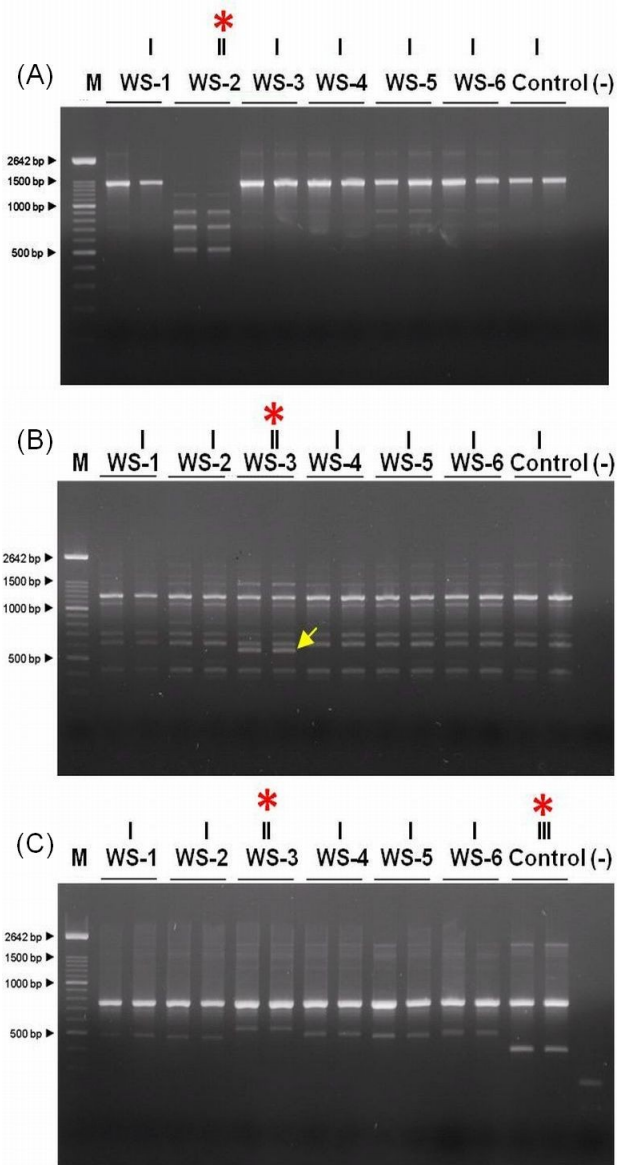 I II I I I I I
(A) M WS-1 WS-2 WS-3 WS-4 WS-5 WS-6 Control (-)
2642 bp
1500 bp
1000 bp
500 bp
I I II I I I I
(B) M WS-1 WS-2 WS-3 WS-4 WS-5 WS-6 Control (-)
2642 bp
1500 bp
1000 bp
500 bp
I I II I I I III
(C) M WS-1 WS-2 WS-3 WS-4 WS-5 WS-6 Control (-)
2642 bp
1500 bp
1000 bp
500 bp